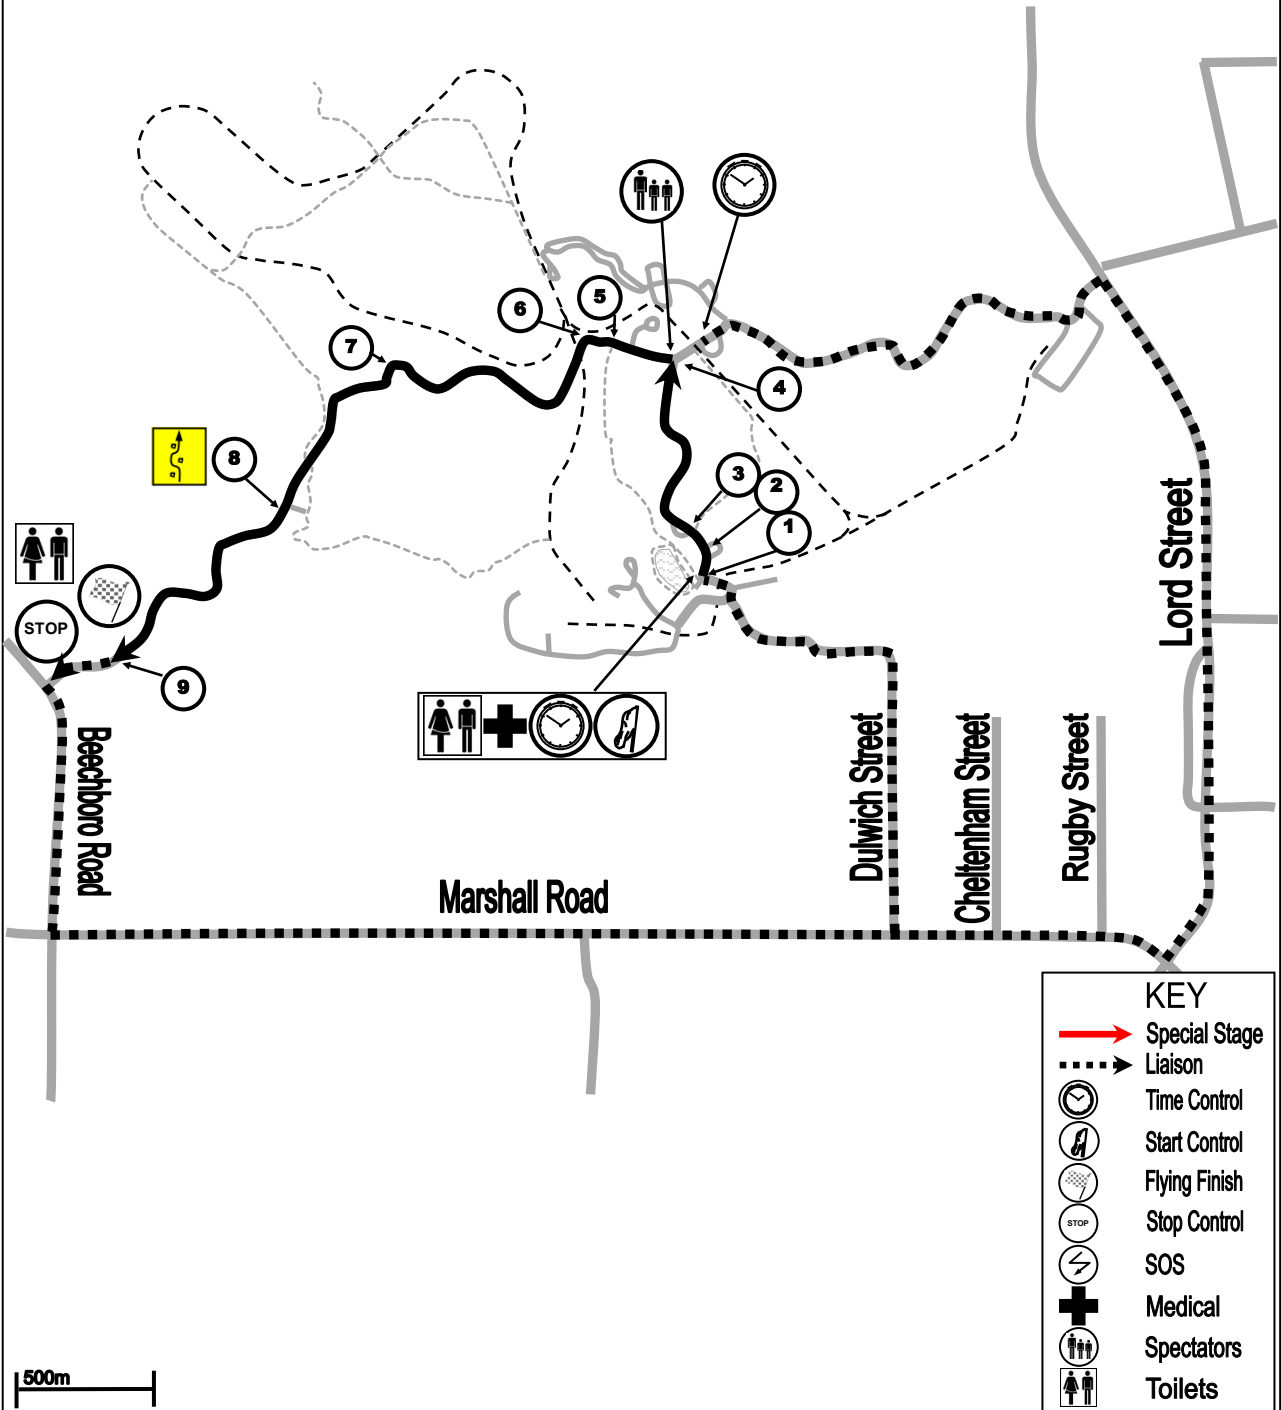 5
6
7
4
8
3
2
1
STOP
9
Lord Street
Beechboro Road
Dulwich Street
Cheltenham Street
Rugby Street
Marshall Road
KEY
Special Stage
Liaison
Time Control
Start Control
Flying Finish
STOP
Stop Control
SOS
Medical
Spectators
Toilets
500m